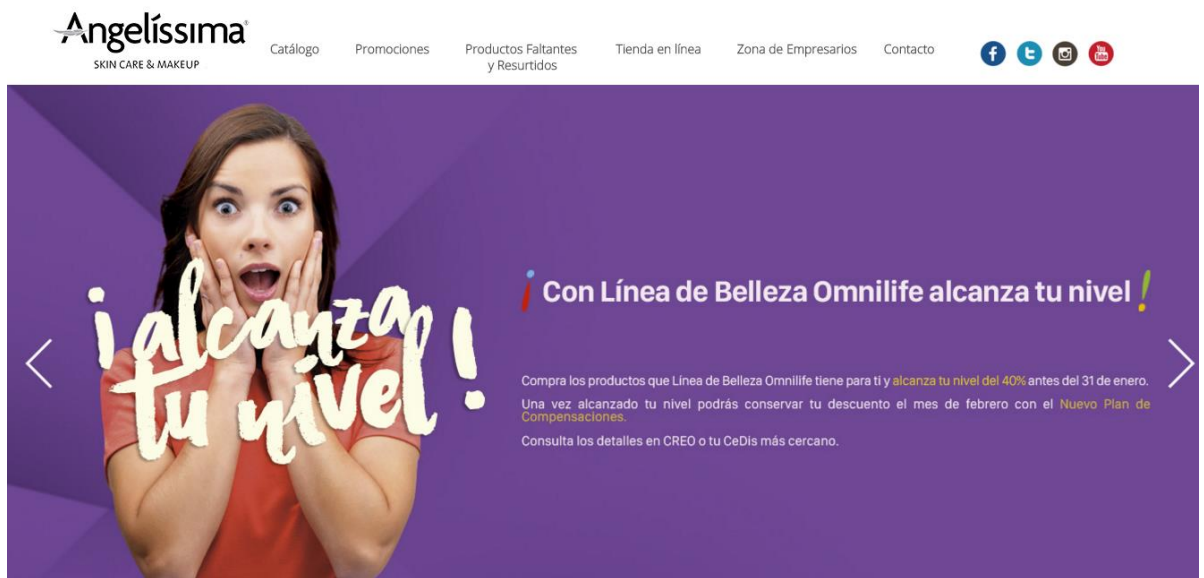 Angelíssıma®
SKIN CARE & MAKEUP
Catálogo
Promociones
Productos Faltantes
y Resurtidos
Tienda en línea
Zona de Empresarios
Contacto
f
You
Tube
¡alcanza
tu nivel!
¡Con Línea de Belleza Omnilife alcanza tu nivel!
Compra los productos que Línea de Belleza Omnilife tiene para ti y alcanza tu nivel del 40% antes del 31 de enero.
Una vez alcanzado tu nivel podrás conservar tu descuento el mes de febrero con el Nuevo Plan de
Compensaciones.
Consulta los detalles en CREO o tu CeDis más cercano.